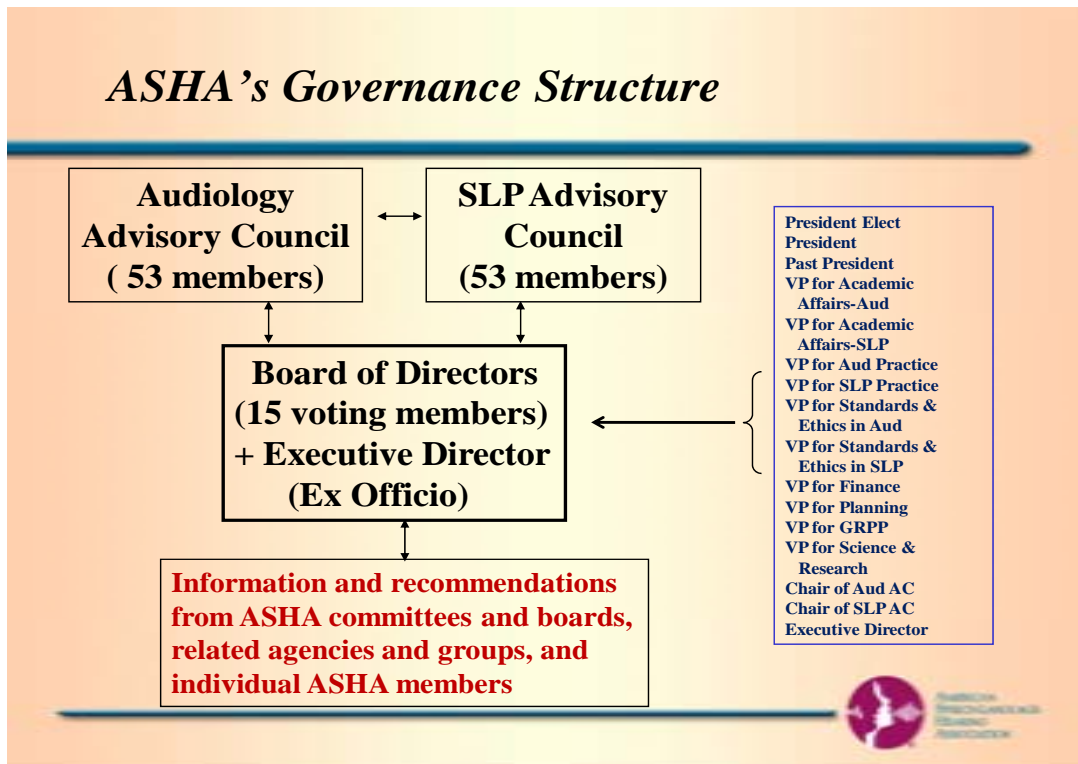 ASHA's Governance Structure
Audiology
Advisory Council
( 53 members)
SLP Advisory
Council
(53 members)
Board of Directors
(15 voting members)
+ Executive Director
(Ex Officio)
Information and recommendations
from ASHA committees and boards,
related agencies and groups, and
individual ASHA members
President Elect
President
Past President
VP for Academic
Affairs-Aud
VP for Academic
Affairs-SLP
VP for Aud Practice
VP for SLP Practice
VP for Standards &
Ethics in Aud
VP for Standards &
Ethics in SLP
VP for Finance
VP for Planning
VP for GRPP
VP for Science &
Research
Chair of Aud AC
Chair of SLP AC
Executive Director
American
Speech-Language-
Hearing
Association